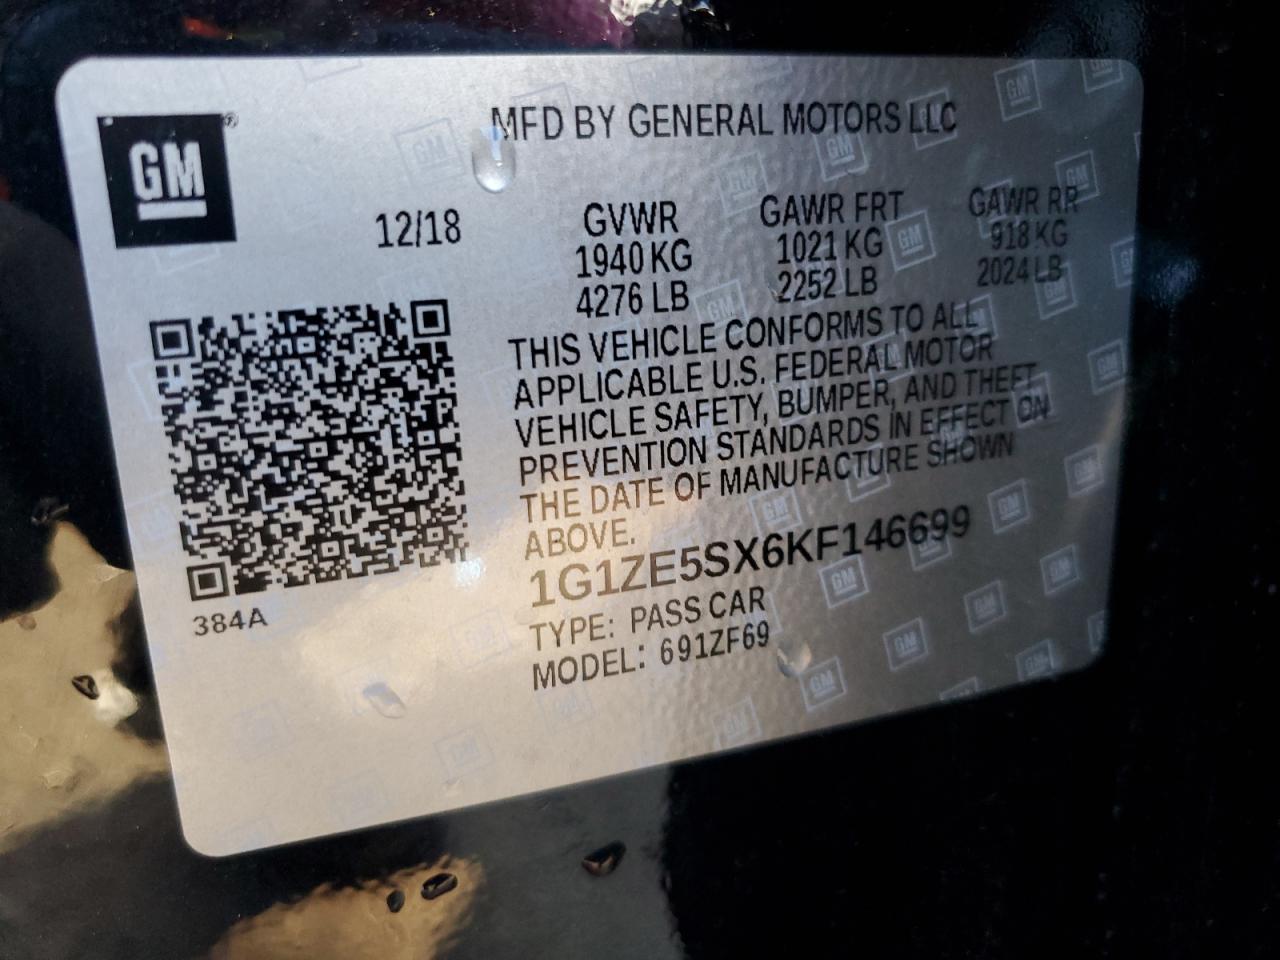 GM®
MFD BY GENERAL MOTORS LLC
12/18
GVWR GAWR FRT GAWR RR
1940 KG 1021 KG 918 KG
4276 LB 2252 LB 2024 LB
THIS VEHICLE CONFORMS TO ALL
APPLICABLE U.S. FEDERAL MOTOR
VEHICLE SAFETY, BUMPER, AND THEFT
PREVENTION STANDARDS IN EFFECT ON
THE DATE OF MANUFACTURE SHOWN
ABOVE.
1G1ZE5SX6KF146699
TYPE: PASS CAR
MODEL: 691ZF69
384A